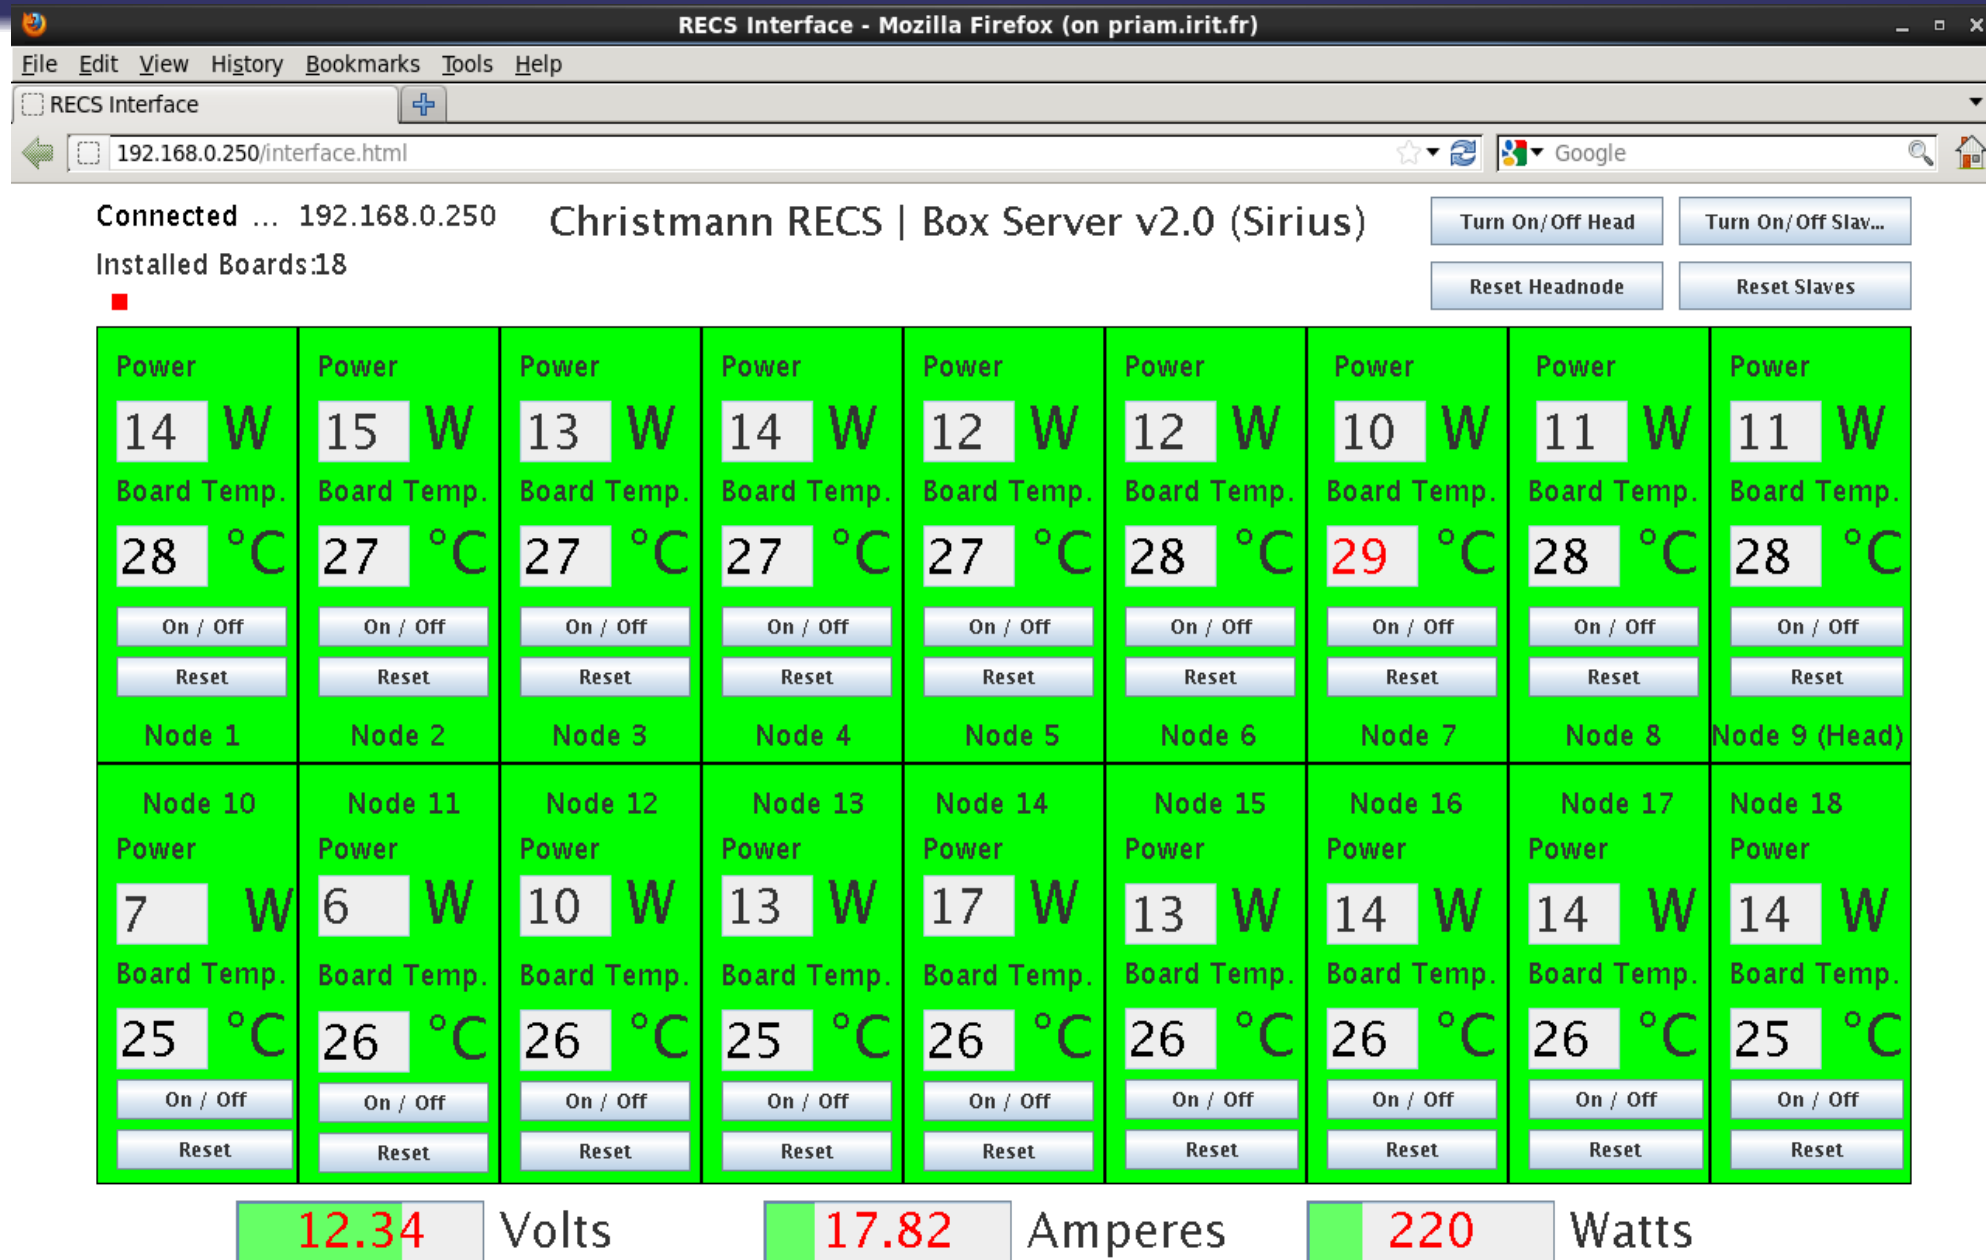 RECS Interface - Mozilla Firefox (on priam.irit.fr)
File Edit View History Bookmarks Tools Help
RECS Interface
192.168.0.250/interface.html Google
Connected ... 192.168.0.250 Christmann RECS | Box Server v2.0 (Sirius) Turn On/Off Head Turn On/Off Slav...
Installed Boards:18 Reset Headnode Reset Slaves
Power Power Power Power Power Power Power Power Power
14 W 15 W 13 W 14 W 12 W 12 W 10 W 11 W 11 W
Board Temp. Board Temp. Board Temp. Board Temp. Board Temp. Board Temp. Board Temp. Board Temp. Board Temp.
28 °C 27 °C 27 °C 27 °C 27 °C 28 °C 29 °C 28 °C 28 °C
On / Off On / Off On / Off On / Off On / Off On / Off On / Off On / Off On / Off
Reset Reset Reset Reset Reset Reset Reset Reset Reset
Node 1 Node 2 Node 3 Node 4 Node 5 Node 6 Node 7 Node 8 Node 9 (Head)
Node 10 Node 11 Node 12 Node 13 Node 14 Node 15 Node 16 Node 17 Node 18
Power Power Power Power Power Power Power Power Power
7 W 6 W 10 W 13 W 17 W 13 W 14 W 14 W 14 W
Board Temp. Board Temp. Board Temp. Board Temp. Board Temp. Board Temp. Board Temp. Board Temp. Board Temp.
25 °C 26 °C 26 °C 25 °C 26 °C 26 °C 26 °C 26 °C 25 °C
On / Off On / Off On / Off On / Off On / Off On / Off On / Off On / Off On / Off
Reset Reset Reset Reset Reset Reset Reset Reset Reset
12.34 Volts 17.82 Amperes 220 Watts